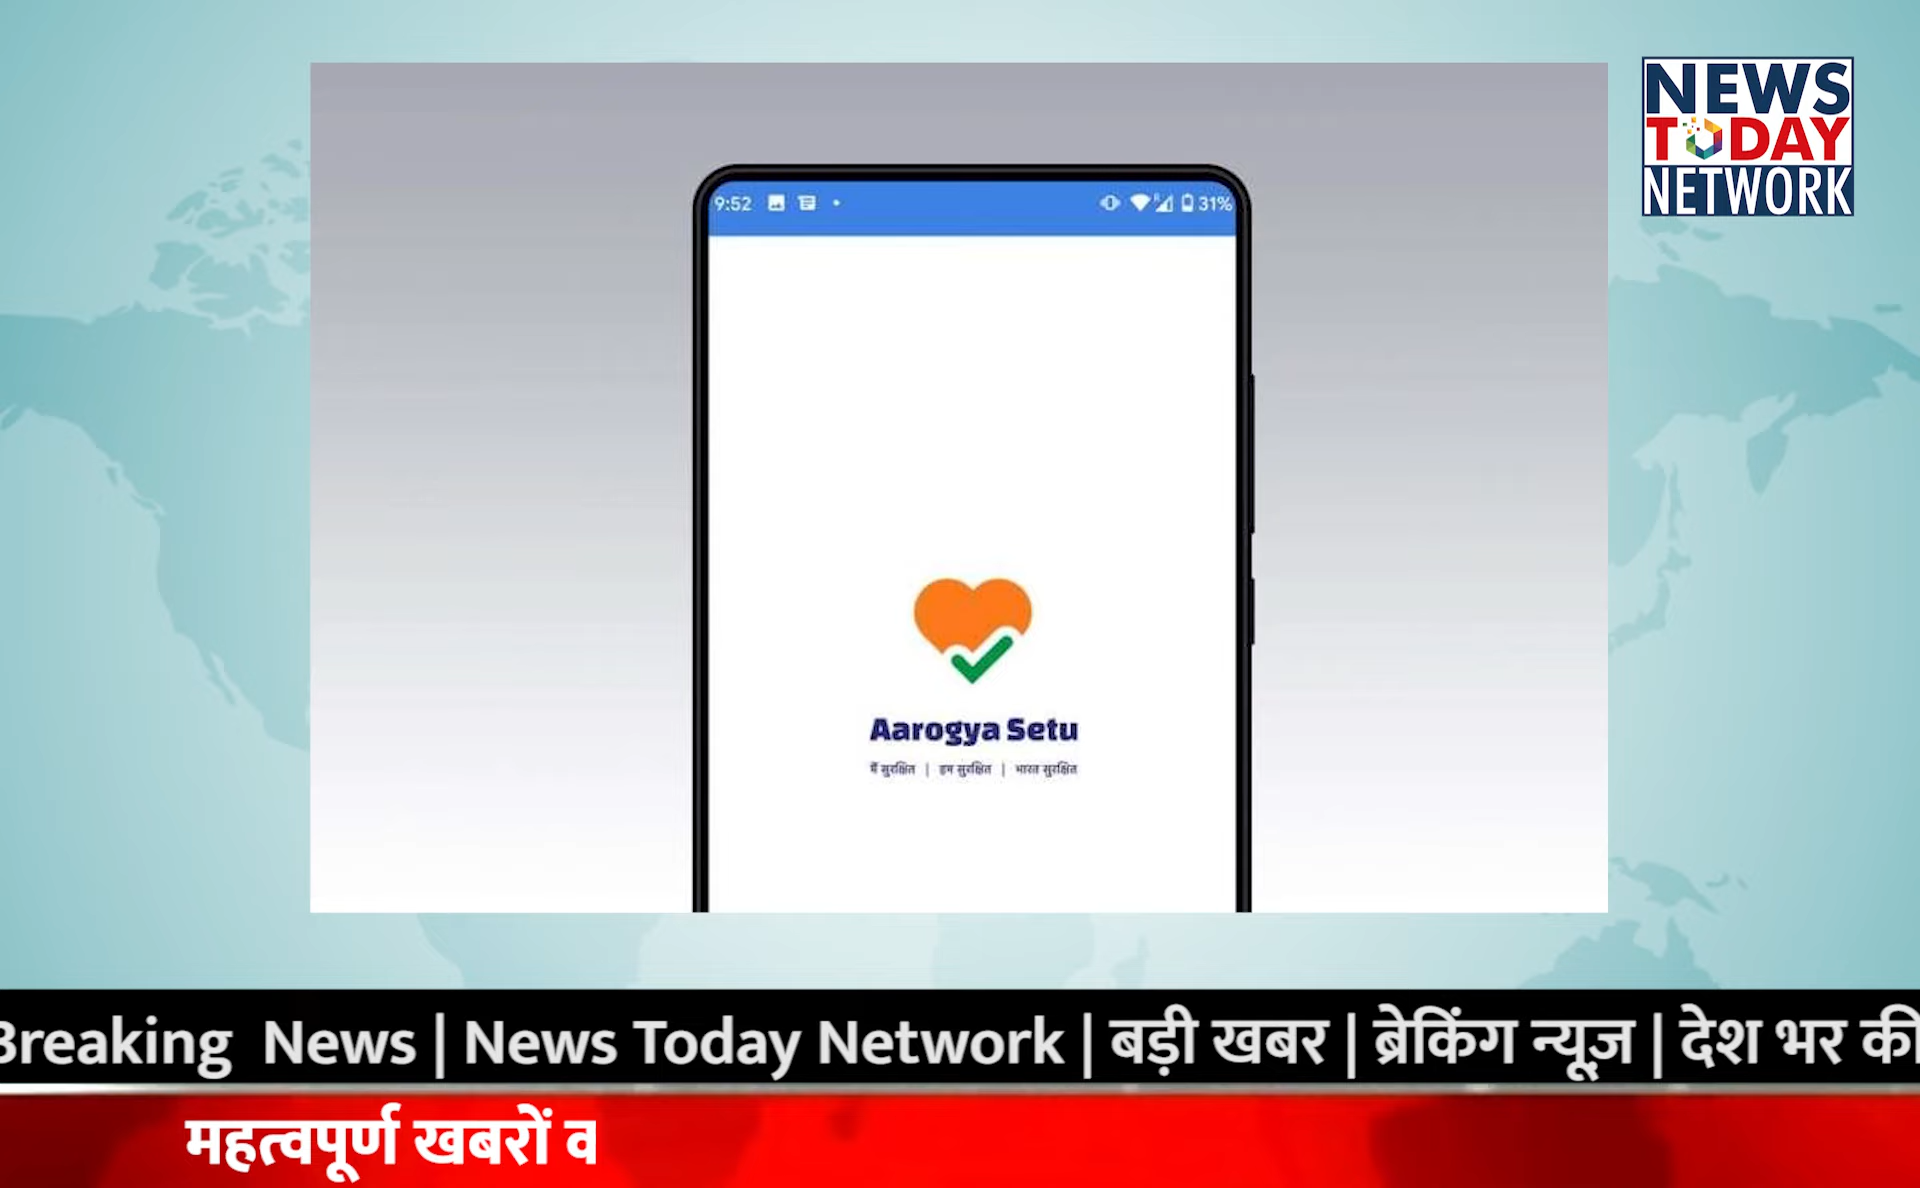 NEWS
TODAY
NETWORK
9:52
31%
Aarogya Setu
मैं सुरक्षित | हम सुरक्षित | भारत सुरक्षित
Breaking News | News Today Network | बड़ी खबर | ब्रेकिंग न्यूज़ | देश भर की
महत्वपूर्ण खबरों व